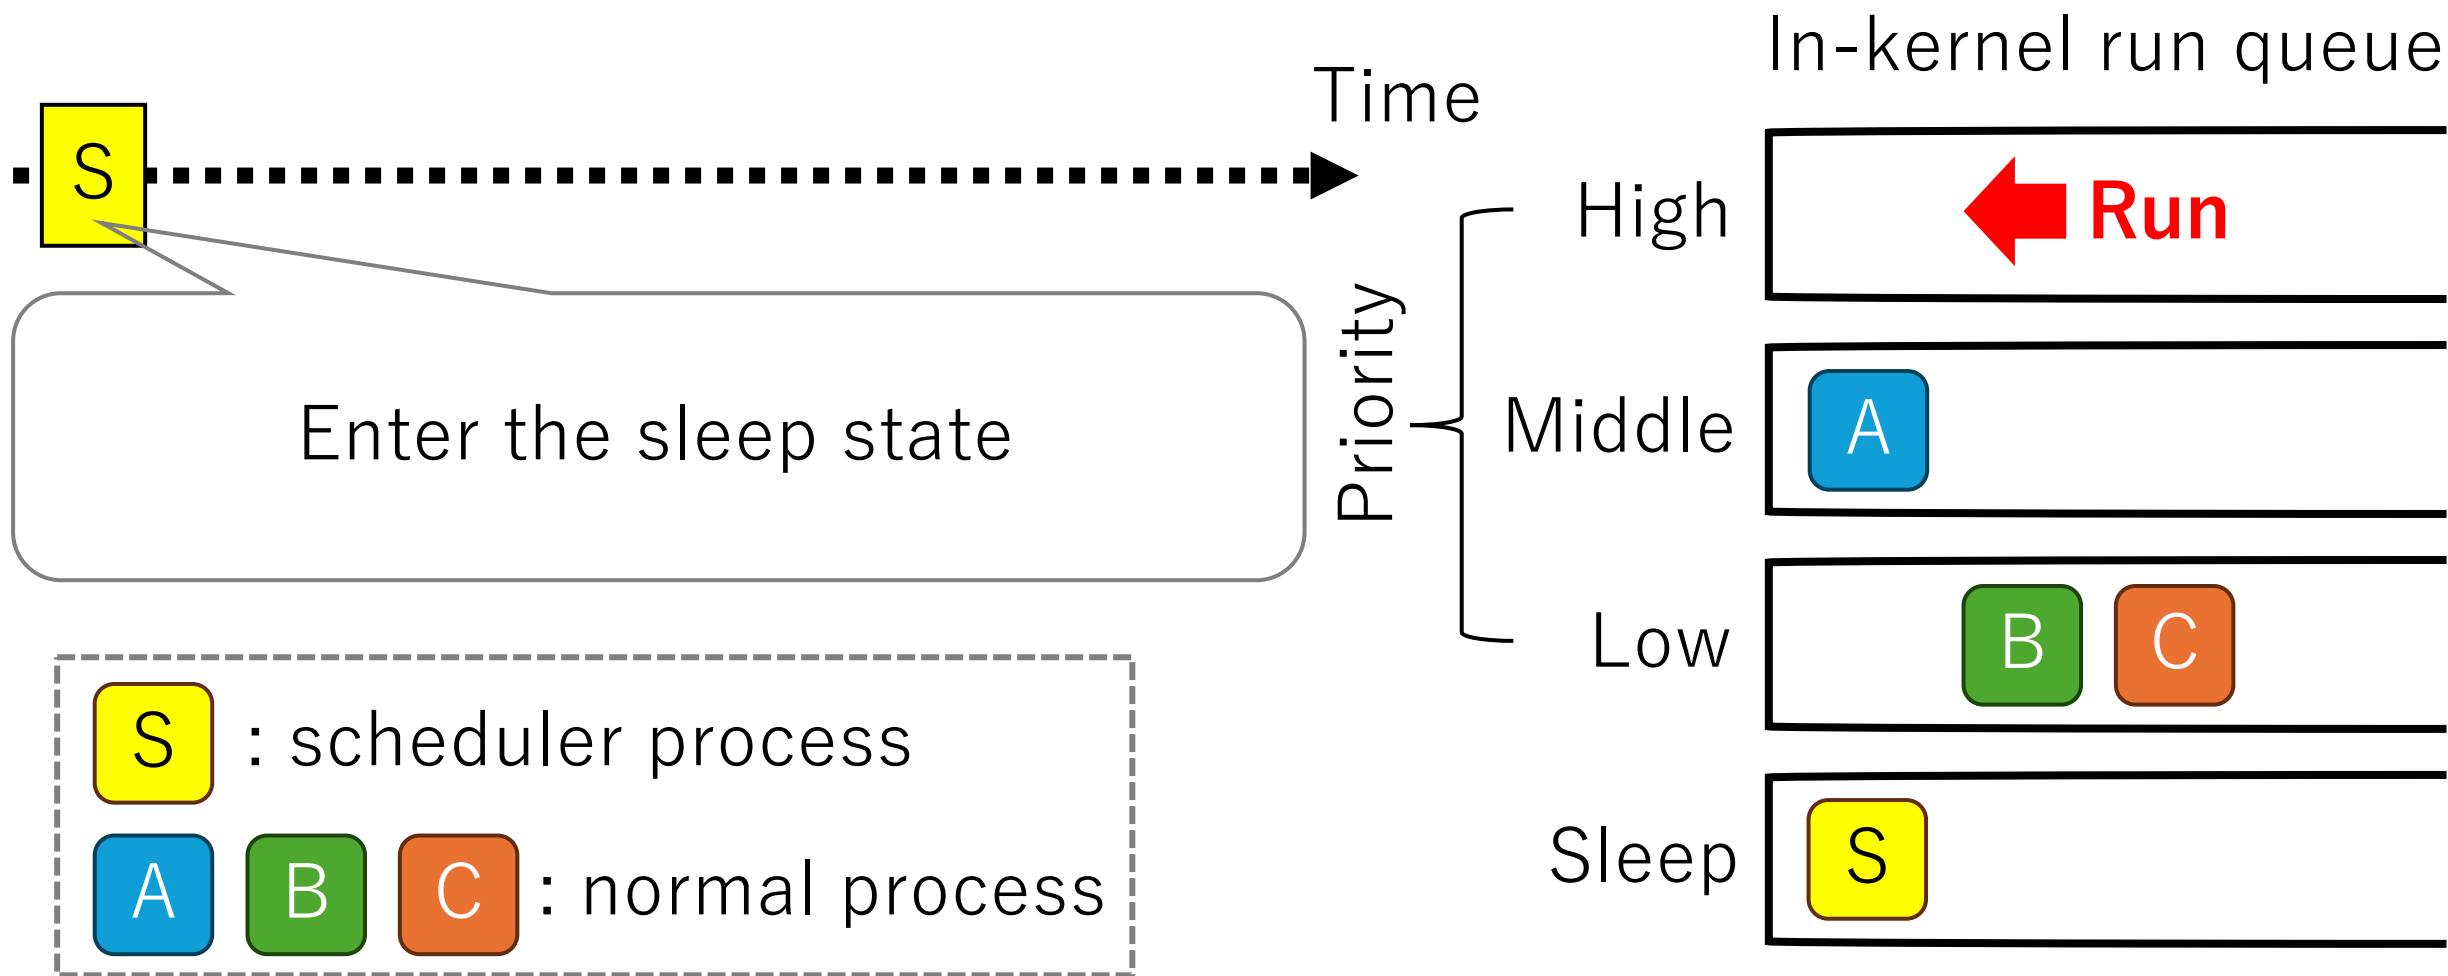 In-kernel run queue
Time
S
High
Run
Priority
Enter the sleep state
Middle
A
Low
B C
S : scheduler process
Sleep
S
A B C : normal process